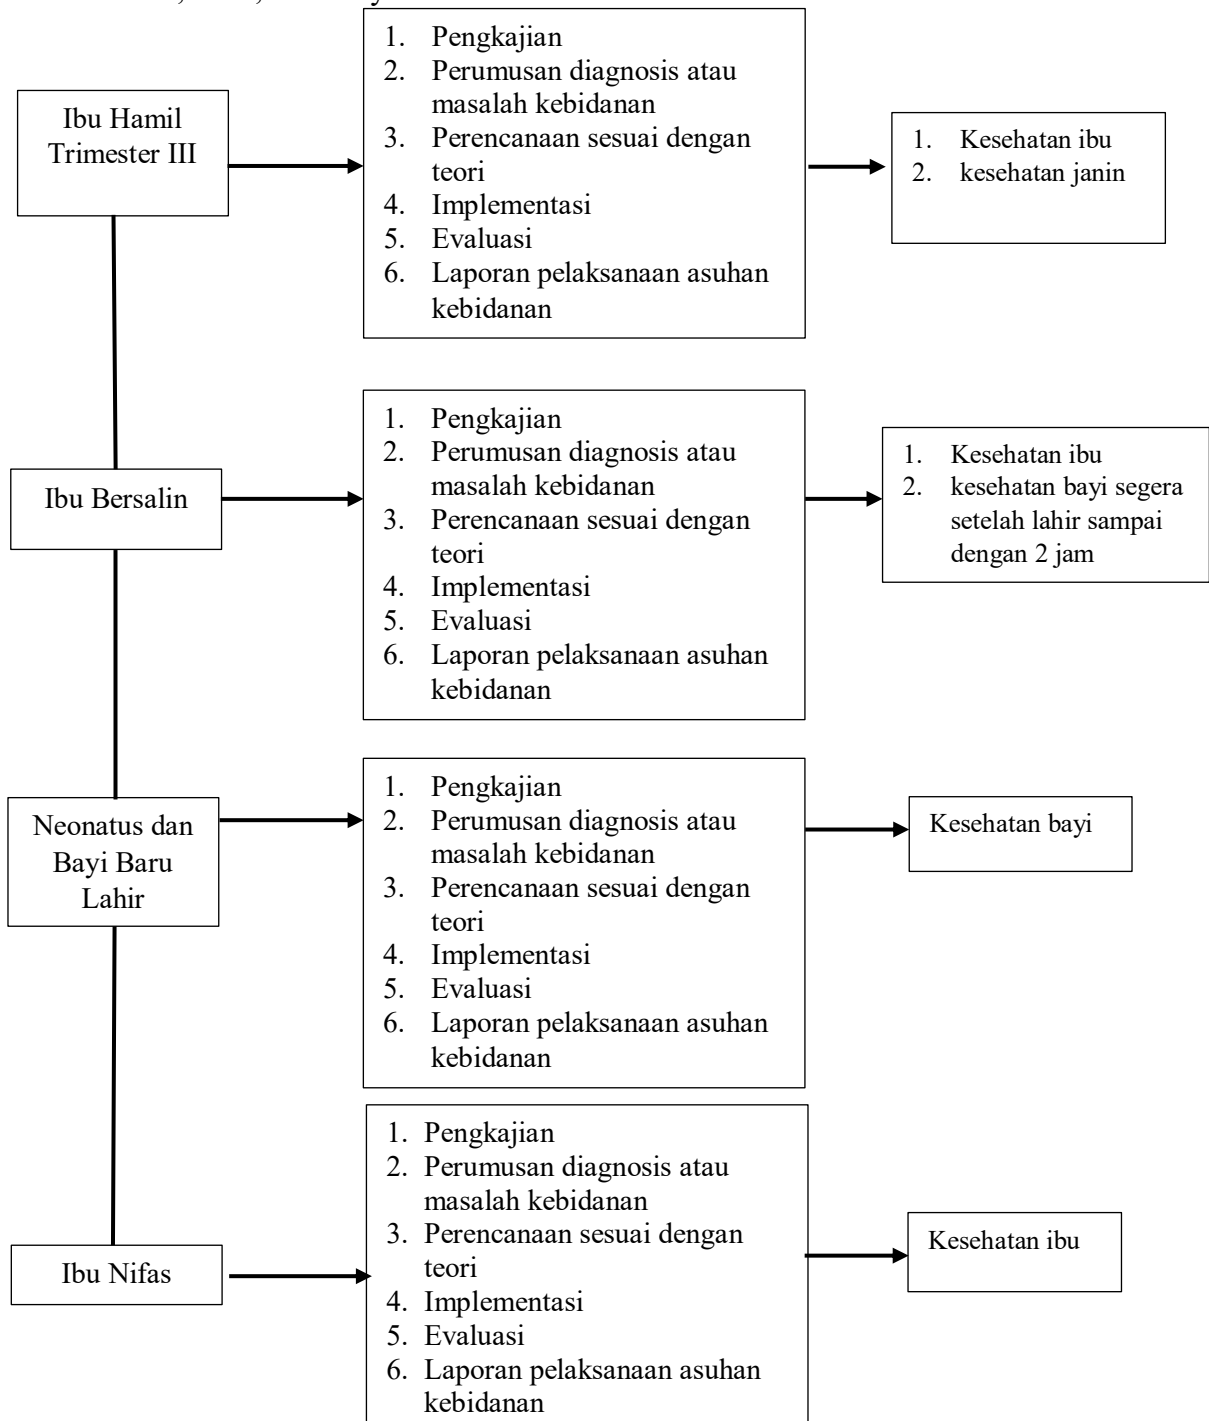 Ibu Hamil
Trimester III
1. Pengkajian
2. Perumusan diagnosis atau
masalah kebidanan
3. Perencanaan sesuai dengan
teori
4. Implementasi
5. Evaluasi
6. Laporan pelaksanaan asuhan
kebidanan
1. Kesehatan ibu
2. kesehatan janin
Ibu Bersalin
1. Pengkajian
2. Perumusan diagnosis atau
masalah kebidanan
3. Perencanaan sesuai dengan
teori
4. Implementasi
5. Evaluasi
6. Laporan pelaksanaan asuhan
kebidanan
1. Kesehatan ibu
2. kesehatan bayi segera
setelah lahir sampai
dengan 2 jam
Neonatus dan
Bayi Baru
Lahir
1. Pengkajian
2. Perumusan diagnosis atau
masalah kebidanan
3. Perencanaan sesuai dengan
teori
4. Implementasi
5. Evaluasi
6. Laporan pelaksanaan asuhan
kebidanan
Kesehatan bayi
Ibu Nifas
1. Pengkajian
2. Perumusan diagnosis atau
masalah kebidanan
3. Perencanaan sesuai dengan
teori
4. Implementasi
5. Evaluasi
6. Laporan pelaksanaan asuhan
kebidanan
Kesehatan ibu